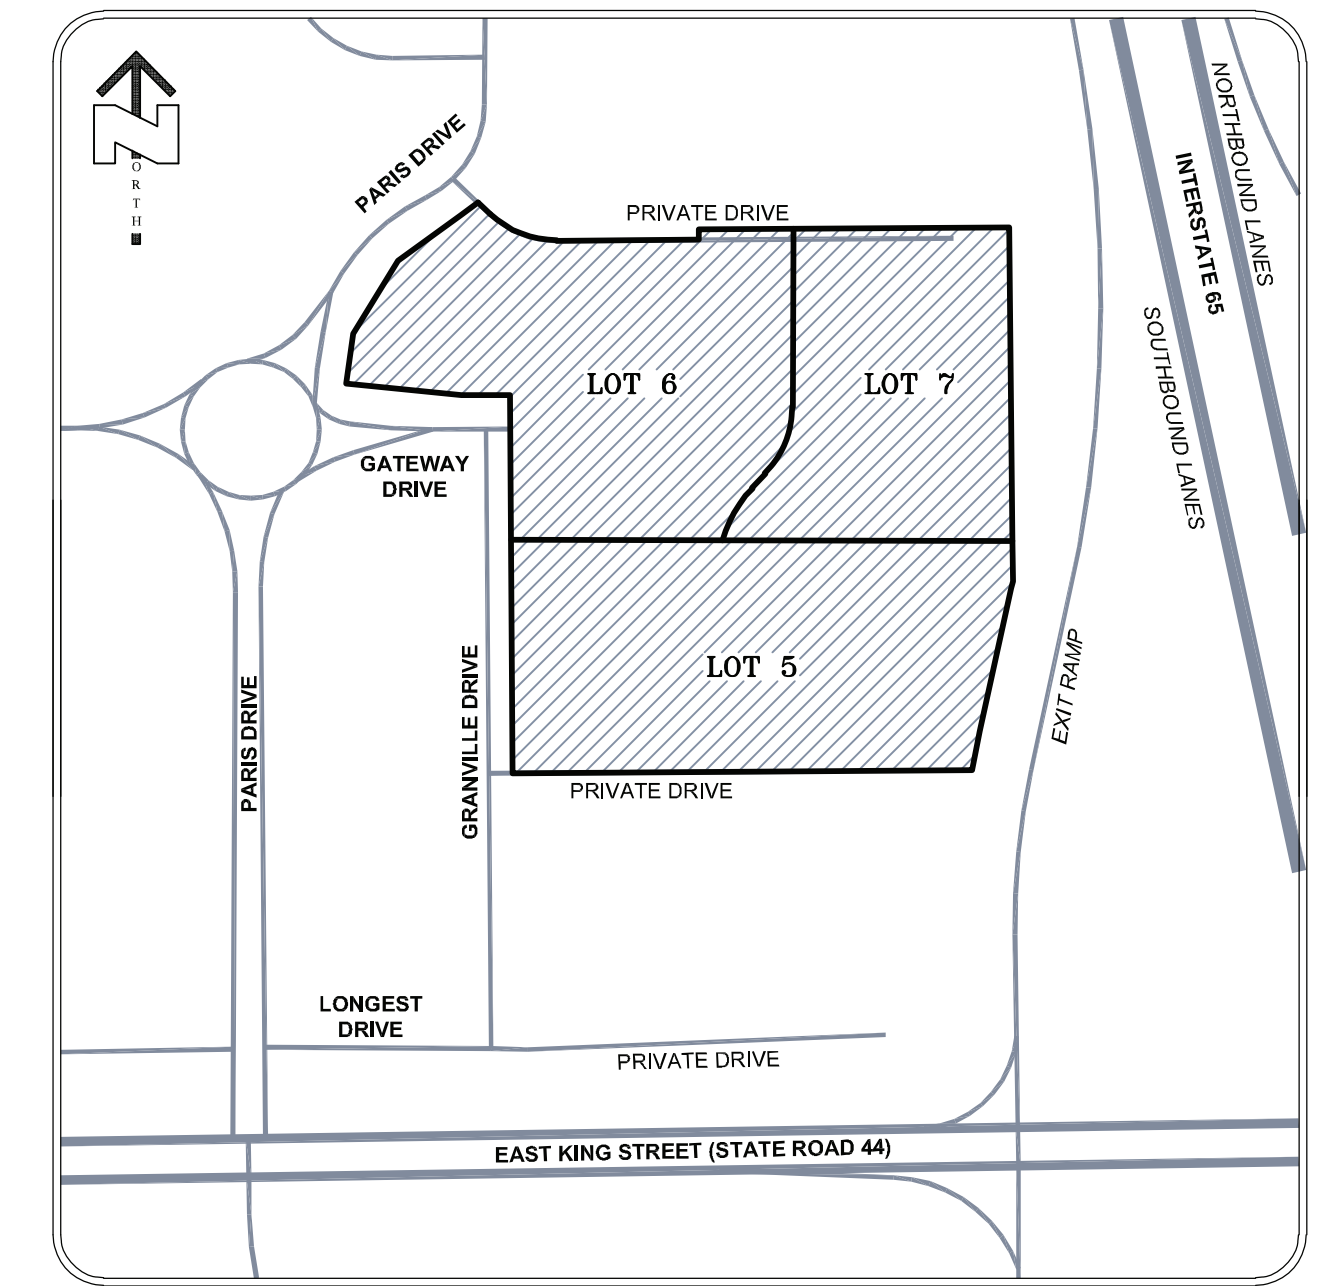 N
O
R
T
H
PARIS DRIVE
PRIVATE DRIVE
NORTHBOUND LANES
INTERSTATE 65
SOUTHBOUND LANES
LOT 6
LOT 7
GATEWAY
DRIVE
LOT 5
EXIT RAMP
PARIS DRIVE
GRANVILLE DRIVE
PRIVATE DRIVE
LONGEST
DRIVE
PRIVATE DRIVE
EAST KING STREET (STATE ROAD 44)